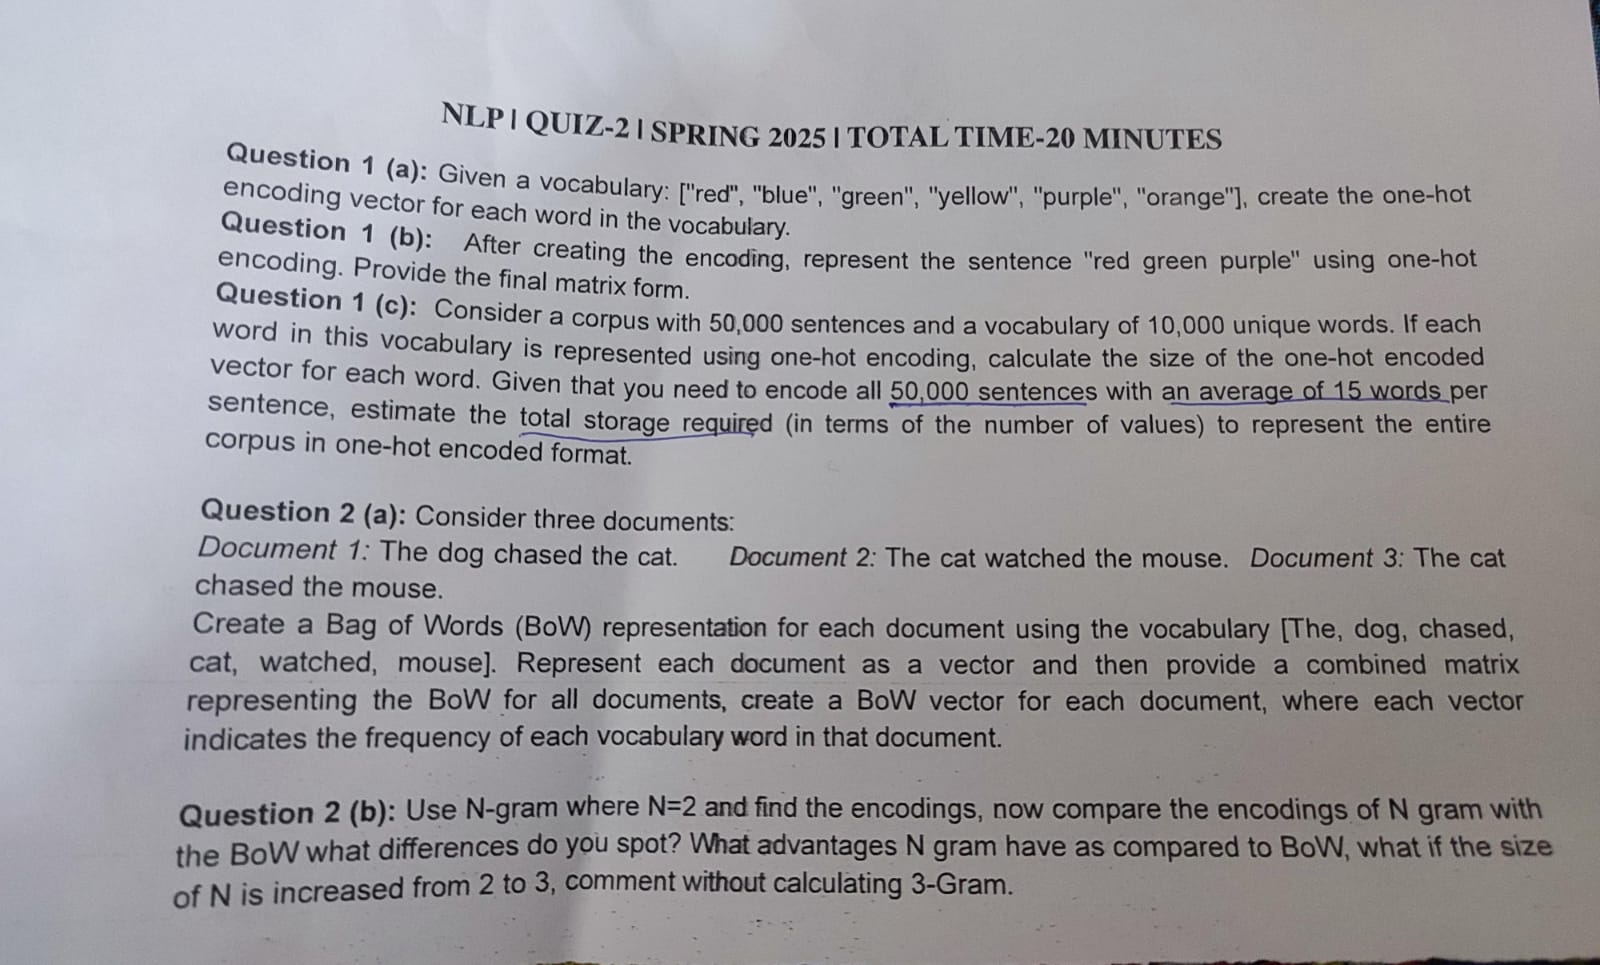 NLP | QUIZ-2 | SPRING 2025 | TOTAL TIME-20 MINUTES
Question 1 (a): Given a vocabulary: ["red", "blue", "green", "yellow", "purple", "orange"], create the one-hot
encoding vector for each word in the vocabulary.
Question 1 (b): After creating the encoding, represent the sentence "red green purple" using one-hot
encoding. Provide the final matrix form.
Question 1 (c): Consider a corpus with 50,000 sentences and a vocabulary of 10,000 unique words. If each
word in this vocabulary is represented using one-hot encoding, calculate the size of the one-hot encoded
vector for each word. Given that you need to encode all 50,000 sentences with an average of 15 words per
sentence, estimate the total storage required (in terms of the number of values) to represent the entire
corpus in one-hot encoded format.
Question 2 (a): Consider three documents:
Document 1: The dog chased the cat. Document 2: The cat watched the mouse. Document 3: The cat
chased the mouse.
Create a Bag of Words (BoW) representation for each document using the vocabulary [The, dog, chased,
cat, watched, mouse]. Represent each document as a vector and then provide a combined matrix
representing the BoW for all documents, create a BoW vector for each document, where each vector
indicates the frequency of each vocabulary word in that document.
Question 2 (b): Use N-gram where N=2 and find the encodings, now compare the encodings of N gram with
the BoW what differences do you spot? What advantages N gram have as compared to BoW, what if the size
of N is increased from 2 to 3, comment without calculating 3-Gram.